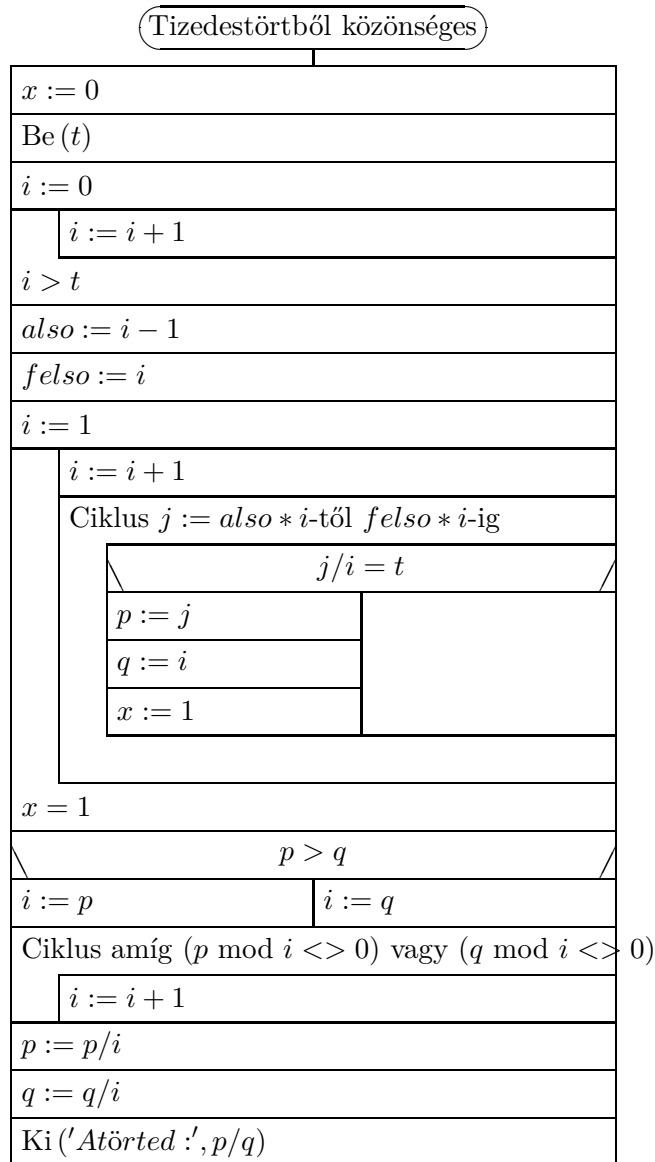 Tizedestörtből közönséges
x := 0
Be (t)
i := 0
i := i + 1
i > t
also := i − 1
felso := i
i := 1
i := i + 1
Ciklus j := also ∗ i-től felso ∗ i-ig
j/i = t
p := j
q := i
x := 1
x = 1
p > q
i := p i := q
Ciklus amíg (p mod i <> 0) vagy (q mod i <> 0)
i := i + 1
p := p/i
q := q/i
Ki ('Atörted :', p/q)